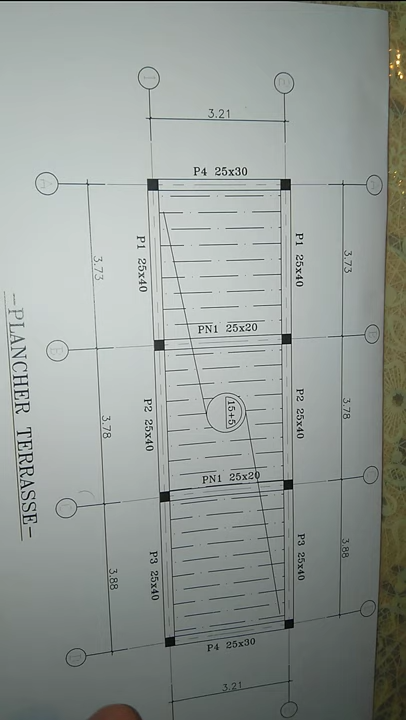 1
2
3.21
P4 25x30
A
A
P1 25x40
P1 25x40
3.73
3.73
PN1 25x20
B
P2 25x40
15+5
P2 25x40
3.78
3.78
PN1 25x20
P3 25x40
P3 25x40
3.88
3.88
P4 25x30
3.21
-PLANCHER TERRASSE-